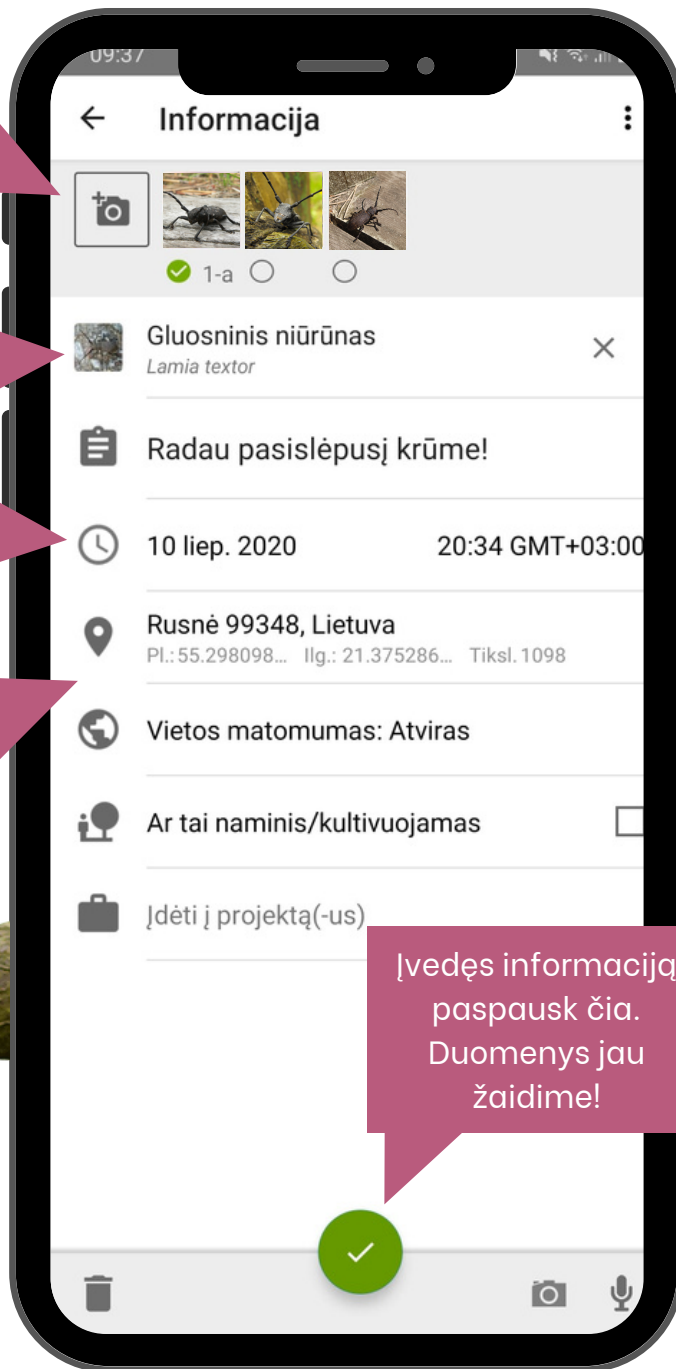 09:37
Informacija
1-a
Gluosninis niūrūnas
Lamia textor
Radau pasislėpusį krūme!
10 liep. 2020 20:34 GMT+03:00
Rusnė 99348, Lietuva
Pl.: 55.298098... Ilg.: 21.375286... Tiksl. 1098
Vietos matomumas: Atviras
Ar tai naminis/kultivuojamas
Įdėti į projektą(-us)
Įvedęs informaciją
paspausk čia.
Duomenys jau
žaidime!